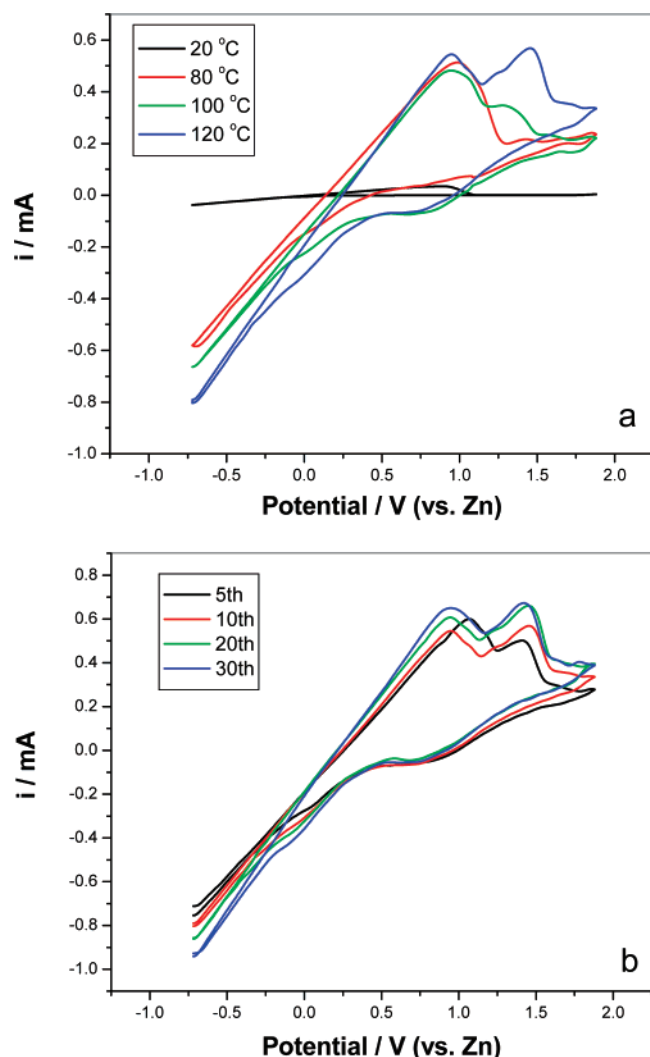 20 °C
80 °C
100 °C
120 °C
0.6
0.4
0.2
0.0
-0.2
-0.4
-0.6
-0.8
-1.0
i / mA
a
-1.0 -0.5 0.0 0.5 1.0 1.5 2.0
Potential / V (vs. Zn)
5th
10th
20th
30th
0.8
0.6
0.4
0.2
0.0
-0.2
-0.4
-0.6
-0.8
-1.0
i / mA
b
-1.0 -0.5 0.0 0.5 1.0 1.5 2.0
Potential / V (vs. Zn)